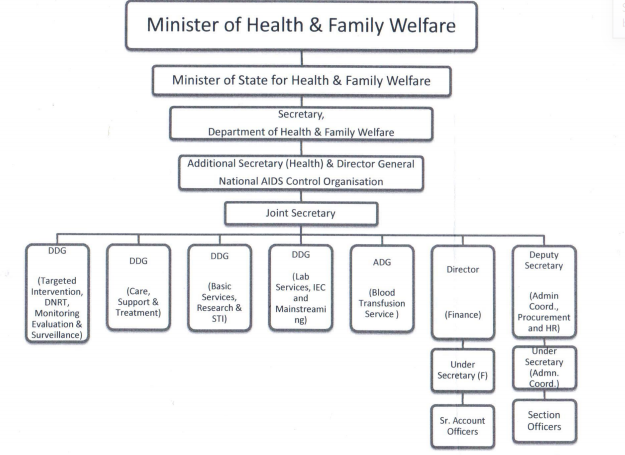 Minister of Health & Family Welfare
Minister of State for Health & Family Welfare
Secretary,
Department of Health & Family Welfare
Additional Secretary (Health) & Director General
National AIDS Control Organisation
Joint Secretary
DDG
(Targeted
Intervention,
DNRT,
Monitoring
Evaluation &
Surveillance)
DDG
(Care,
Support &
Treatment)
DDG
(Basic
Services,
Research &
STI)
DDG
(Lab
Services, IEC
and
Mainstreami
ng)
ADG
(Blood
Transfusion
Service )
Director
(Finance)
Under
Secretary (F)
Sr. Account
Officers
Deputy
Secretary
(Admin
Coord.,
Procurement
and HR)
Under
Secretary
(Admn.
Coord.)
Section
Officers